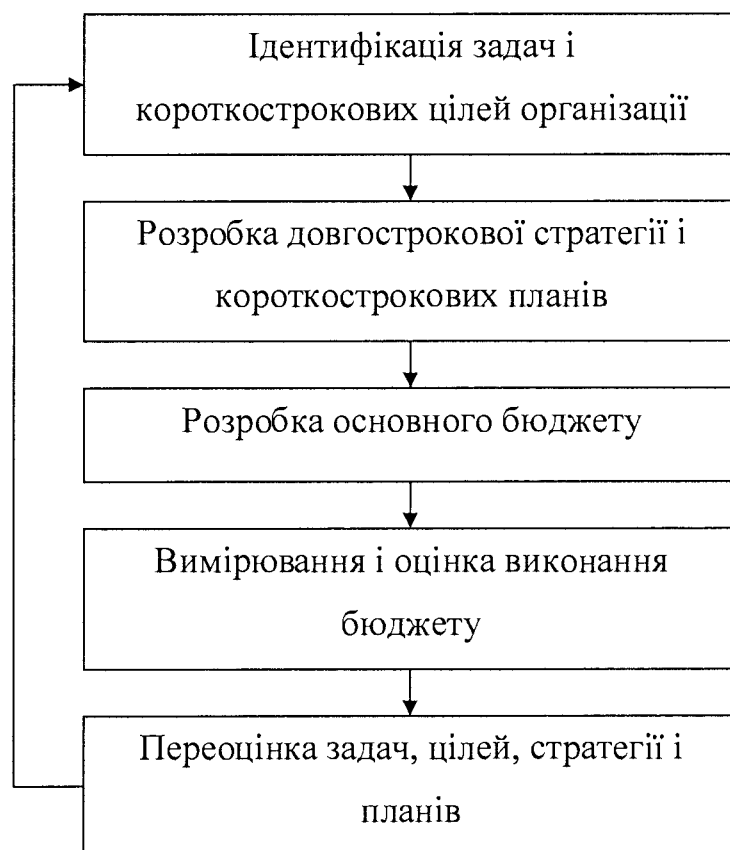 Ідентифікація задач і
короткострокових цілей організації
Розробка довгострокової стратегії і
короткострокових планів
Розробка основного бюджету
Вимірювання і оцінка виконання
бюджету
Переоцінка задач, цілей, стратегії і
планів